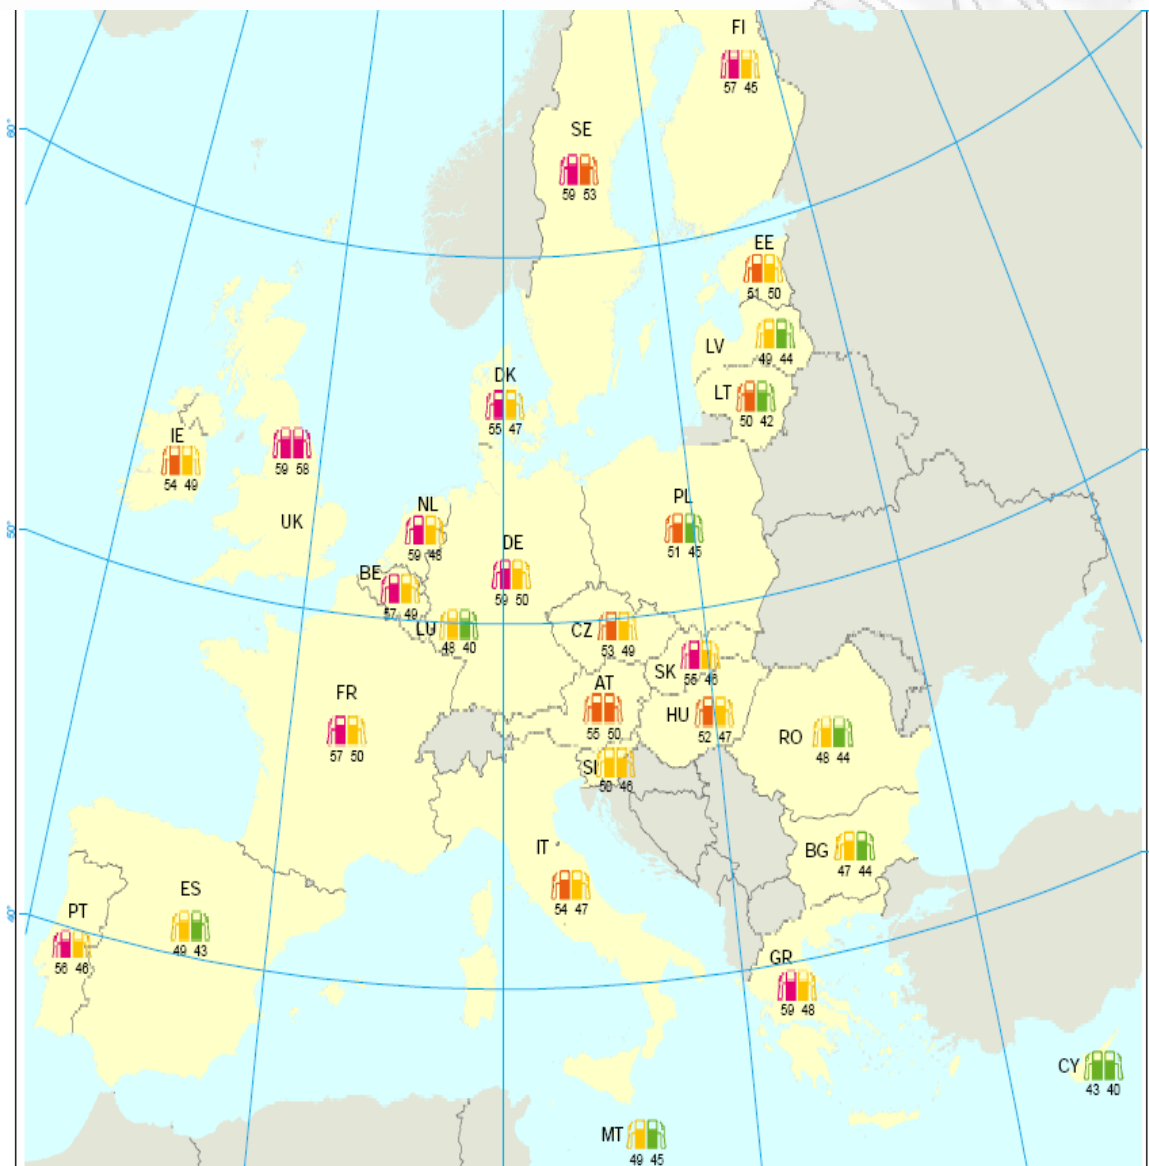 FI
57 45
SE
59 53
60°
EE
51 50
LV
49 44
LT
50 42
DK
55 47
IE
54 49
59 58
UK
NL
59 48
PL
51 45
50°
DE
59 50
BE
57 49
LU
48 40
CZ
53 49
SK
55 46
AT
55 50
HU
52 47
FR
57 50
RO
48 44
SI
50 46
IT
54 47
BG
47 44
ES
49 43
PT
56 46
40°
GR
59 48
CY
43 40
MT
49 45